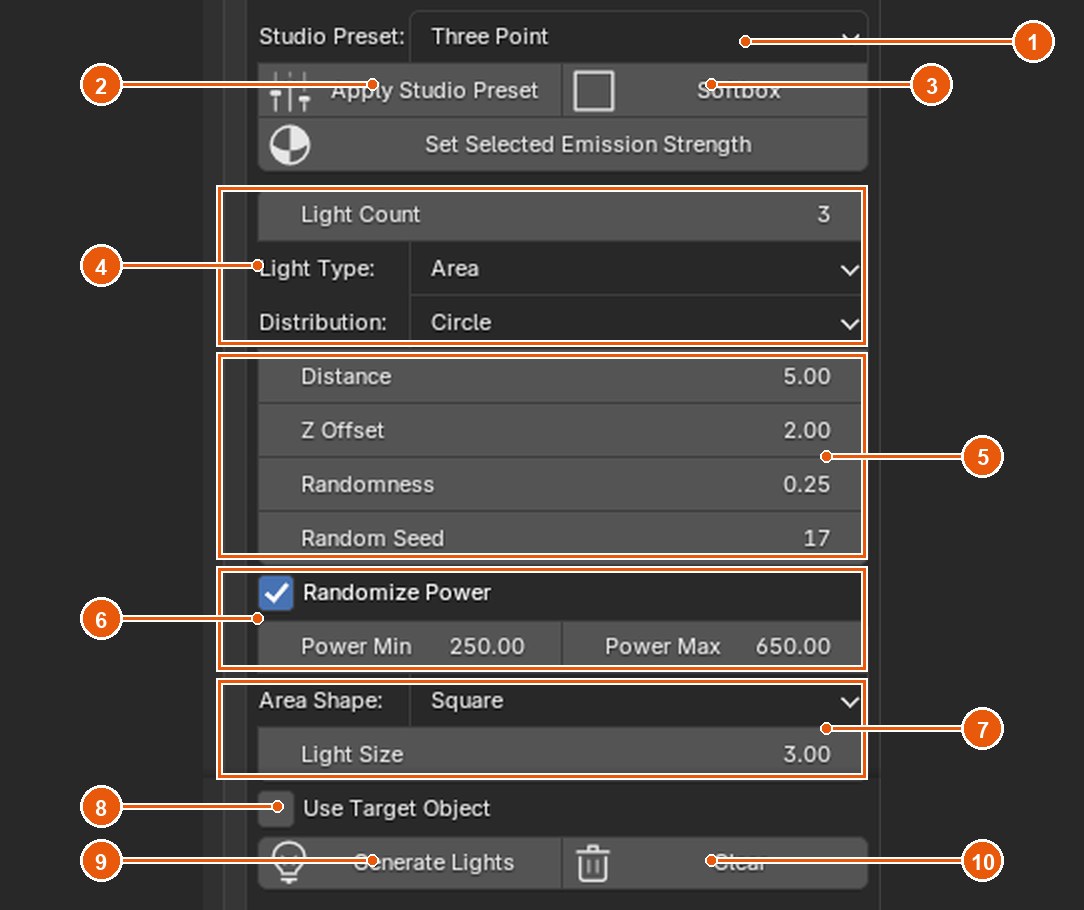 Studio Preset: Three Point 1
2 Apply Studio Preset Softbox 3
Set Selected Emission Strength
Light Count 3
4 Light Type: Area
Distribution: Circle
Distance 5.00
Z Offset 2.00
5
Randomness 0.25
Random Seed 17
Randomize Power
6
Power Min 250.00 Power Max 650.00
Area Shape: Square
7
Light Size 3.00
8 Use Target Object
9 Generate Lights Clear 10